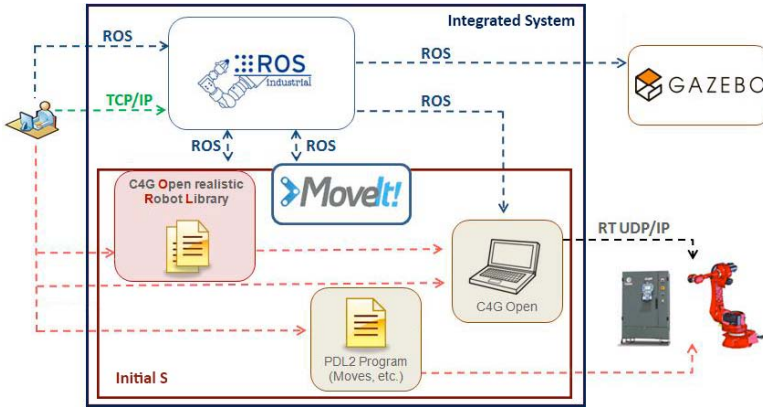 Integrated System
ROS
ROS
TCP/IP
ROS
industrial
ROS
GAZEBO
ROS
ROS
C4G Open realistic
Robot Library
MoveIt!
RT UDP/IP
C4G Open
PDL2 Program
(Moves, etc.)
Initial S